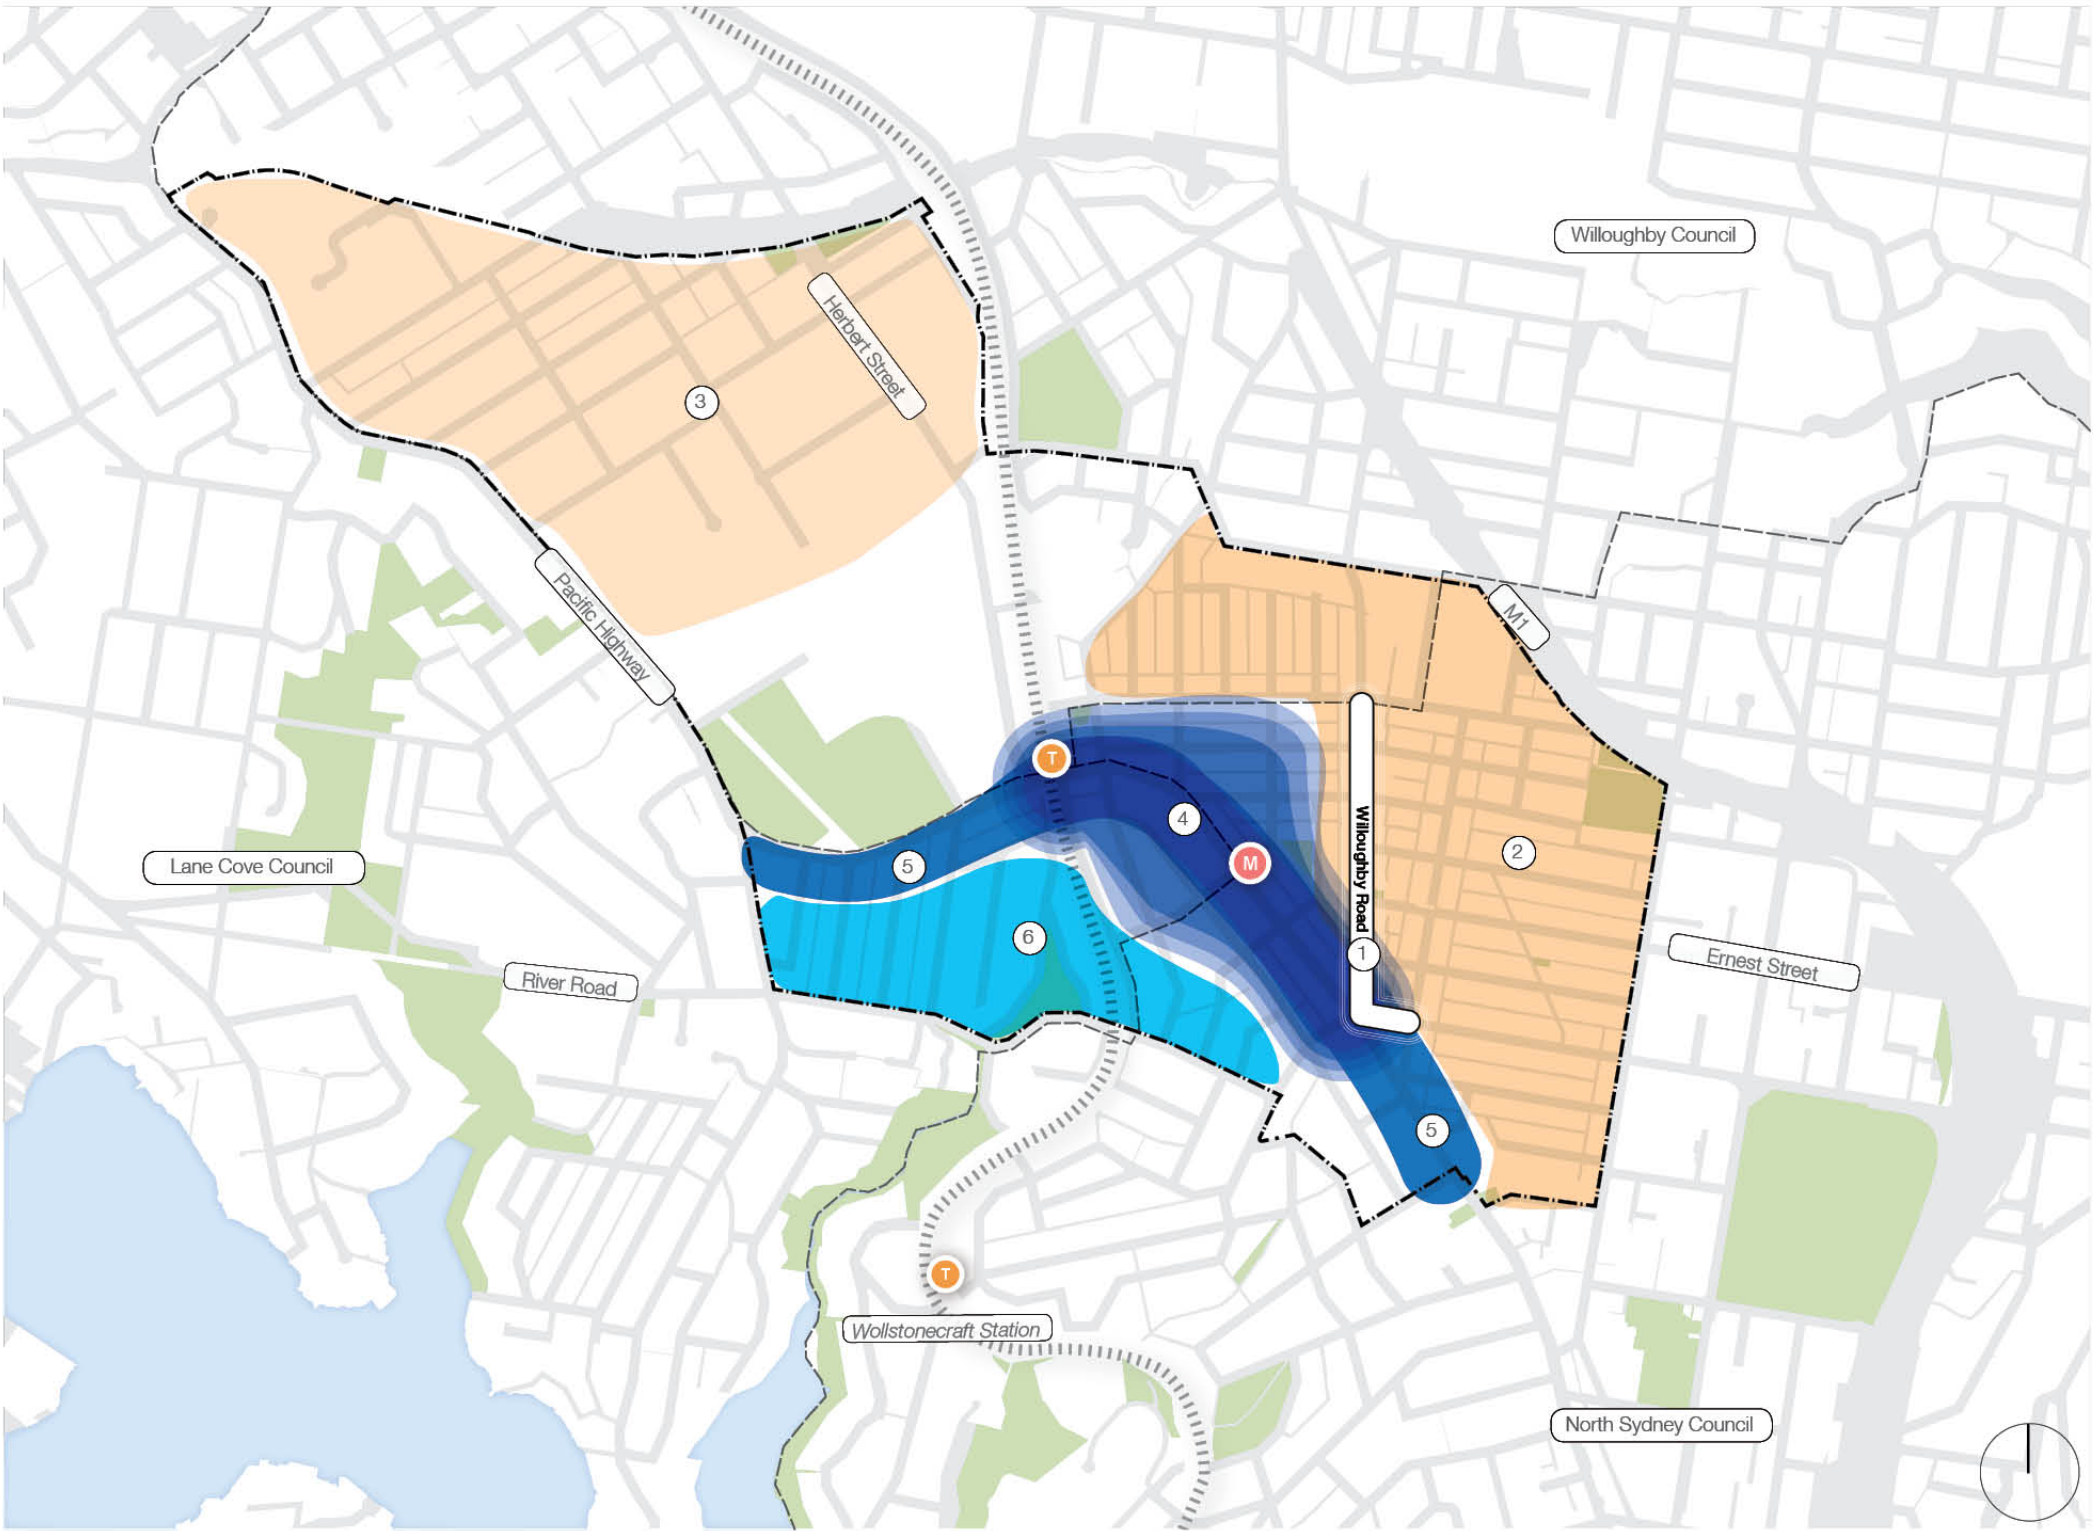 Willoughby Council
Herbert Street
3
M1
Pacific Highway
T
4
Willoughby Road
2
M
5
Lane Cove Council
6
1
Ernest Street
River Road
5
T
Wollstonecraft Station
North Sydney Council